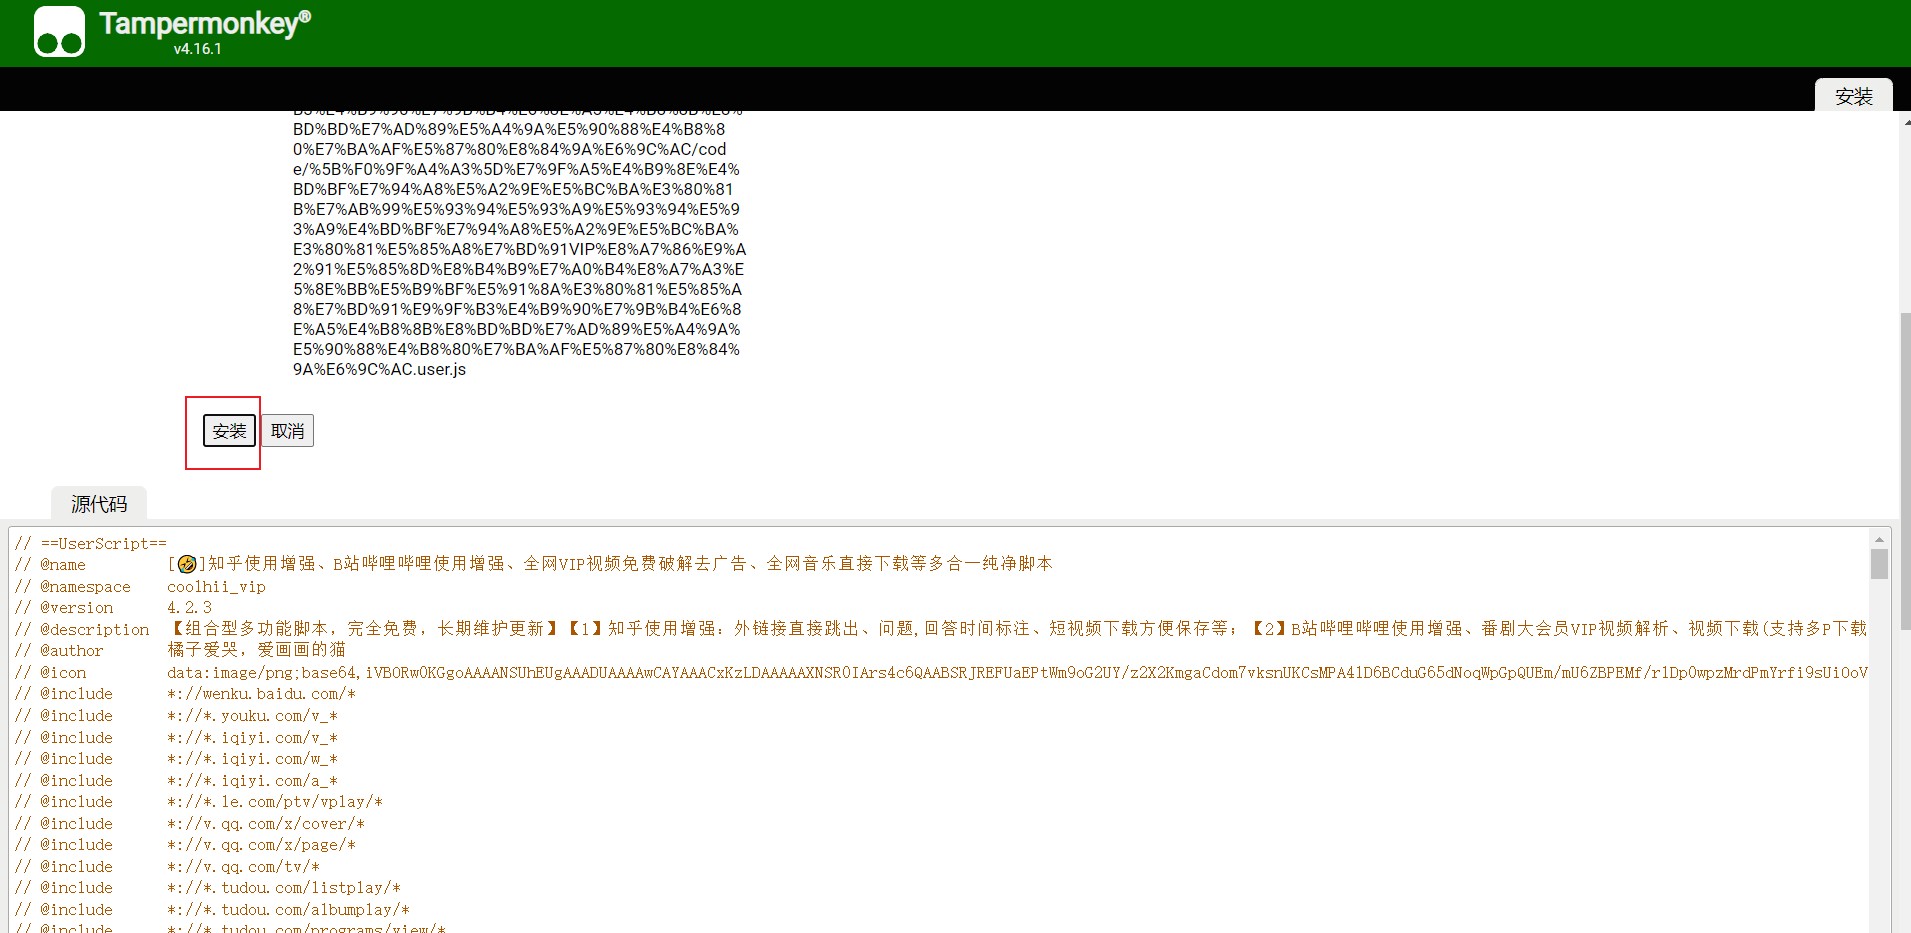 Tampermonkey®
v4.16.1
安装
BD%BD%E7%AD%89%E5%A4%9A%E5%90%88%E4%B8%8
0%E7%BA%AF%E5%87%80%E8%84%9A%E6%9C%AC/cod
e/%5B%F0%9F%A4%A3%5D%E7%9F%A5%E4%B9%8E%E4%
BD%BF%E7%94%A8%E5%A2%9E%E5%BC%BA%E3%80%81
B%E7%AB%99%E5%93%94%E5%93%A9%E5%93%94%E5%9
3%A9%E4%BD%BF%E7%94%A8%E5%A2%9E%E5%BC%BA%
E3%80%81%E5%85%A8%E7%BD%91VIP%E8%A7%86%E9%A
2%91%E5%85%8D%E8%B4%B9%E7%A0%B4%E8%A7%A3%E
5%8E%BB%E5%B9%BF%E5%91%8A%E3%80%81%E5%85%A
8%E7%BD%91%E9%9F%B3%E4%B9%90%E7%9B%B4%E6%8
E%A5%E4%B8%8B%E8%BD%BD%E7%AD%89%E5%A4%9A%
E5%90%88%E4%B8%80%E7%BA%AF%E5%87%80%E8%84%
9A%E6%9C%AC.user.js
安装 取消
源代码
// ==UserScript==
// @name [🤣]知乎使用增强、B站哔哩哔哩使用增强、全网VIP视频免费破解去广告、全网音乐直接下载等多合一纯净脚本
// @namespace coolhii_vip
// @version 4.2.3
// @description 【组合型多功能脚本，完全免费，长期维护更新】【1】知乎使用增强：外链接直接跳出、问题,回答时间标注、短视频下载方便保存等；【2】B站哔哩哔哩使用增强、番剧大会员VIP视频解析、视频下载(支持多P下载
// @author 橘子爱哭，爱画画的猫
// @icon data:image/png;base64,iVBORw0KGgoAAAANSUhEUgAAADUAAAAwCAYAAACxKzLDAAAAAXNSR0IArs4c6QAABSRJREFUaEPtWm9oG2UY/z2X2KmgaCdom7vksnUKCsMPA41D6BCduG65dNoqWpGpQUEm/mU6ZBPEMf/r1Dp0wpzMrdPmYrfi9sUi0oV
// @include *://wenku.baidu.com/*
// @include *://*.youku.com/v_*
// @include *://*.iqiyi.com/v_*
// @include *://*.iqiyi.com/w_*
// @include *://*.iqiyi.com/a_*
// @include *://*.le.com/ptv/vplay/*
// @include *://v.qq.com/x/cover/*
// @include *://v.qq.com/x/page/*
// @include *://v.qq.com/tv/*
// @include *://*.tudou.com/listplay/*
// @include *://*.tudou.com/albumplay/*
// @include *://*.tudou.com/programs/view/*